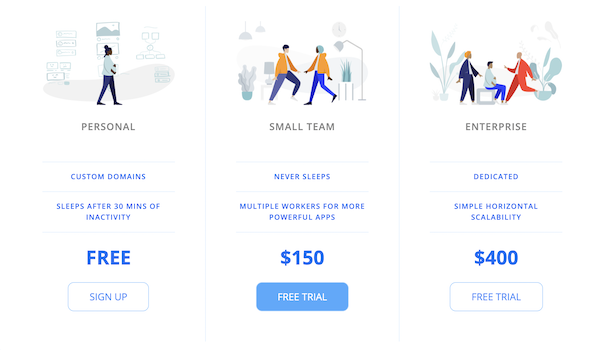 PERSONAL
CUSTOM DOMAINS
SLEEPS AFTER 30 MINS OF
INACTIVITY
FREE
SIGN UP
SMALL TEAM
NEVER SLEEPS
MULTIPLE WORKERS FOR MORE
POWERFUL APPS
$150
FREE TRIAL
ENTERPRISE
DEDICATED
SIMPLE HORIZONTAL
SCALABILITY
$400
FREE TRIAL